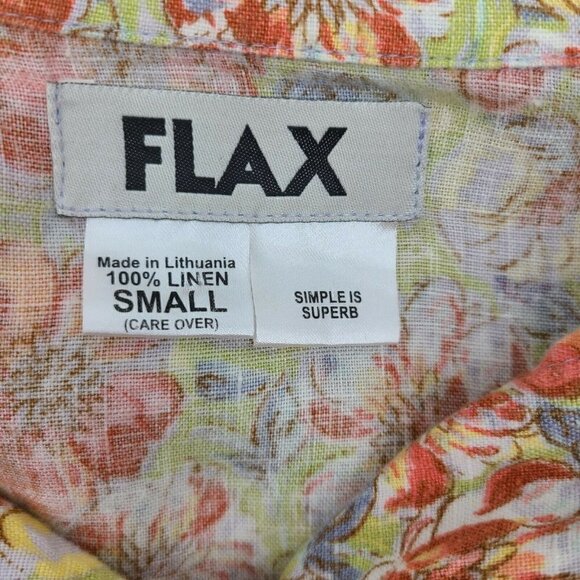 FLAX
Made in Lithuania
100% LINEN
SMALL
(CARE OVER)
SIMPLE IS
SUPERB